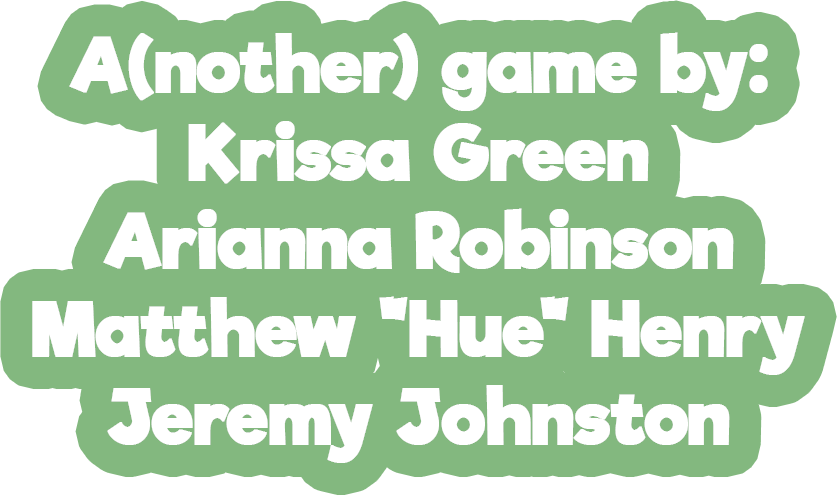 A(nother) game by:
Krissa Green
Arianna Robinson
Matthew "Hue" Henry
Jeremy Johnston